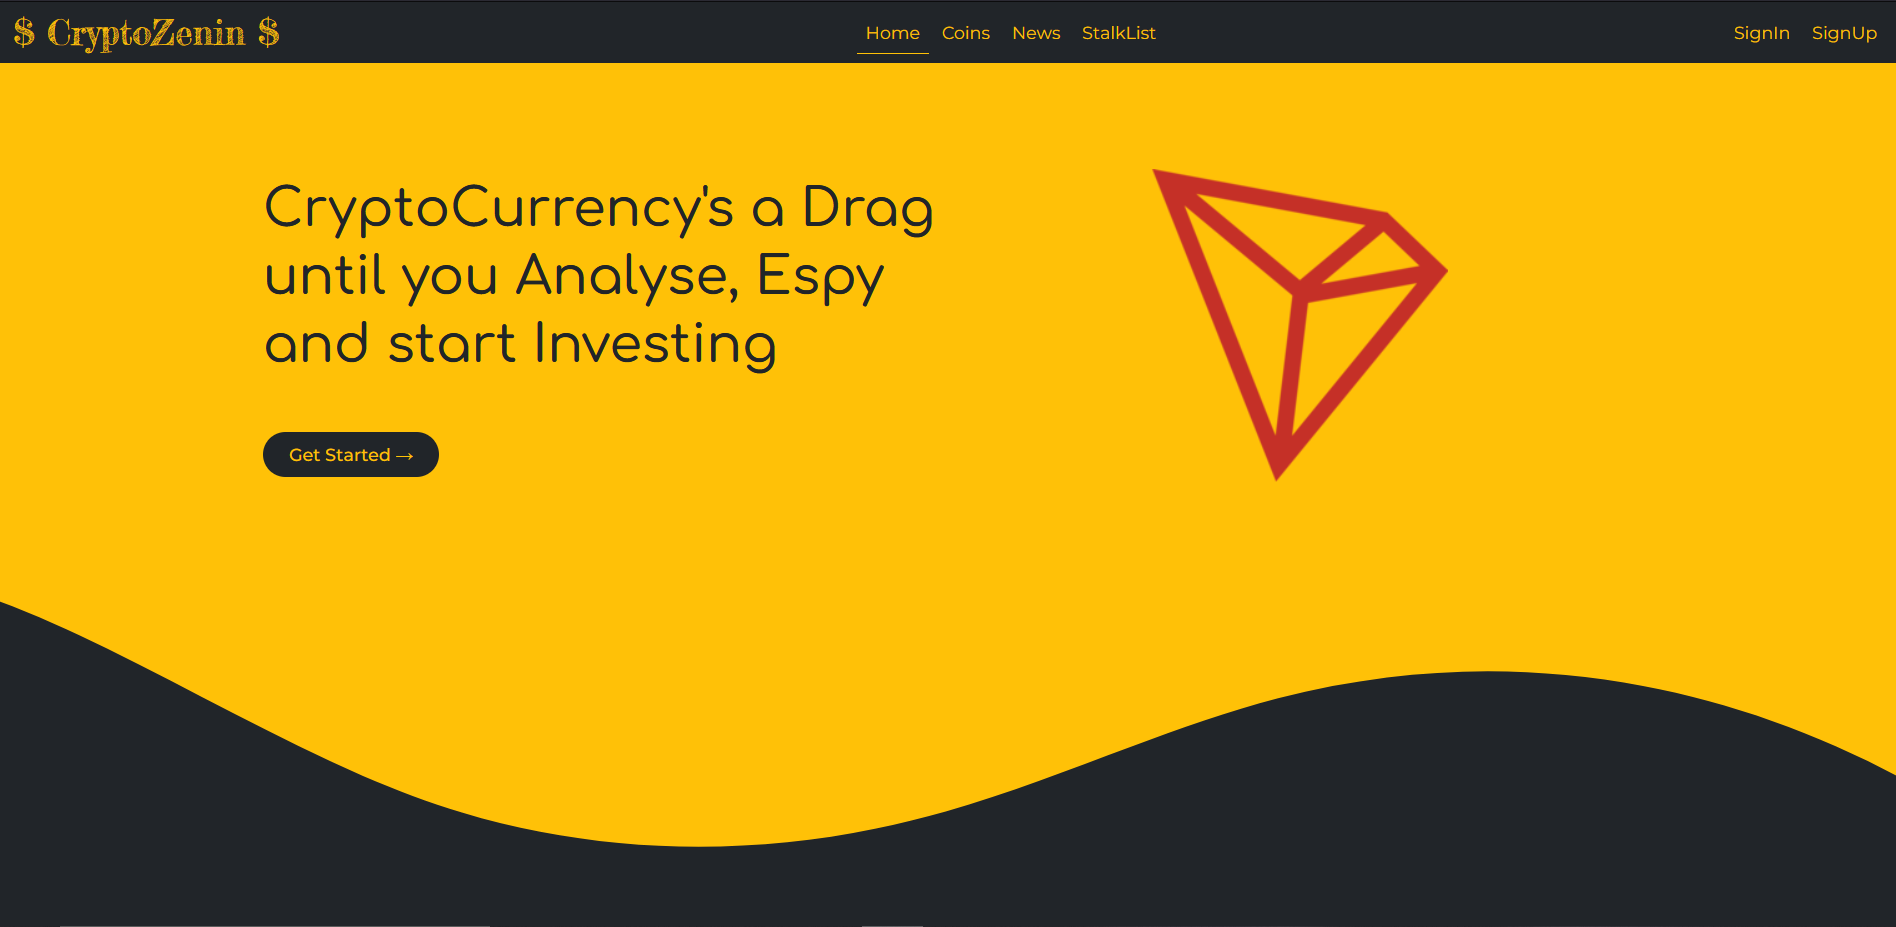 $ CryptoZenin $
Home Coins News StalkList
SignIn SignUp
CryptoCurrency's a Drag
until you Analyse, Espy
and start Investing
Get Started →